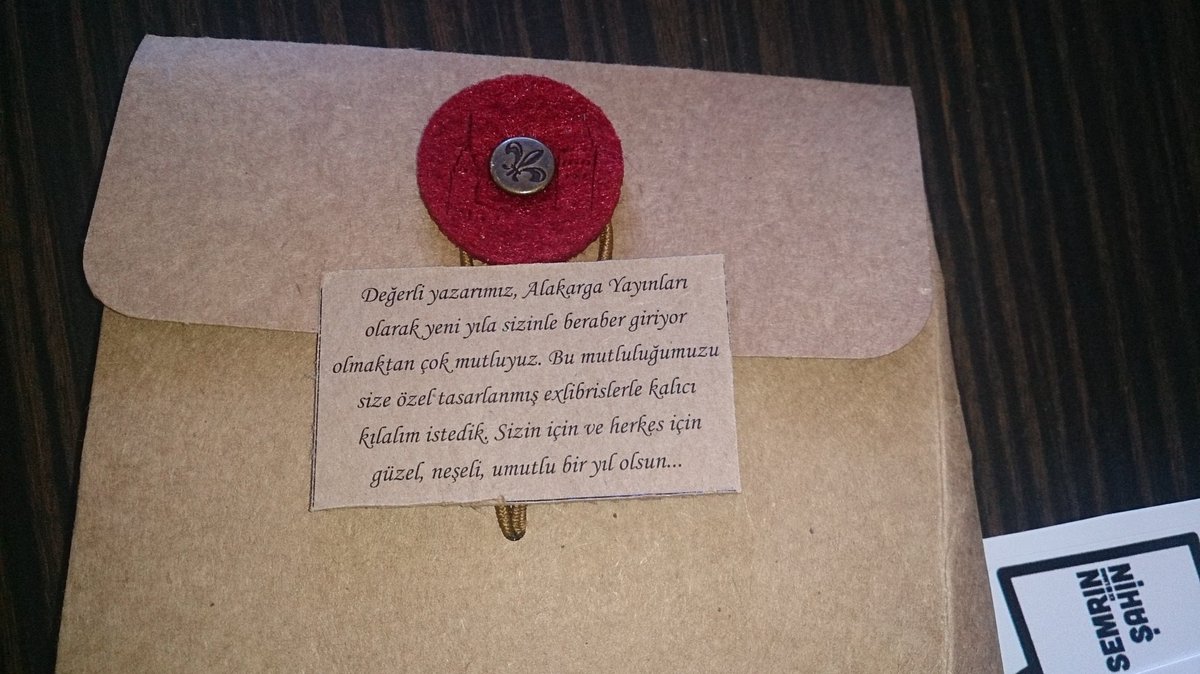 Değerli yazarımız, Alakarga Yayınları
olarak yeni yıla sizinle beraber giriyor
olmaktan çok mutluyuz. Bu mutluluğumuzu
size özel tasarlanmış exlibrislerle kalıcı
kılalım istedik. Sizin için ve herkes için
güzel, neşeli, umutlu bir yıl olsun...
SEMRİN
ŞAHİN